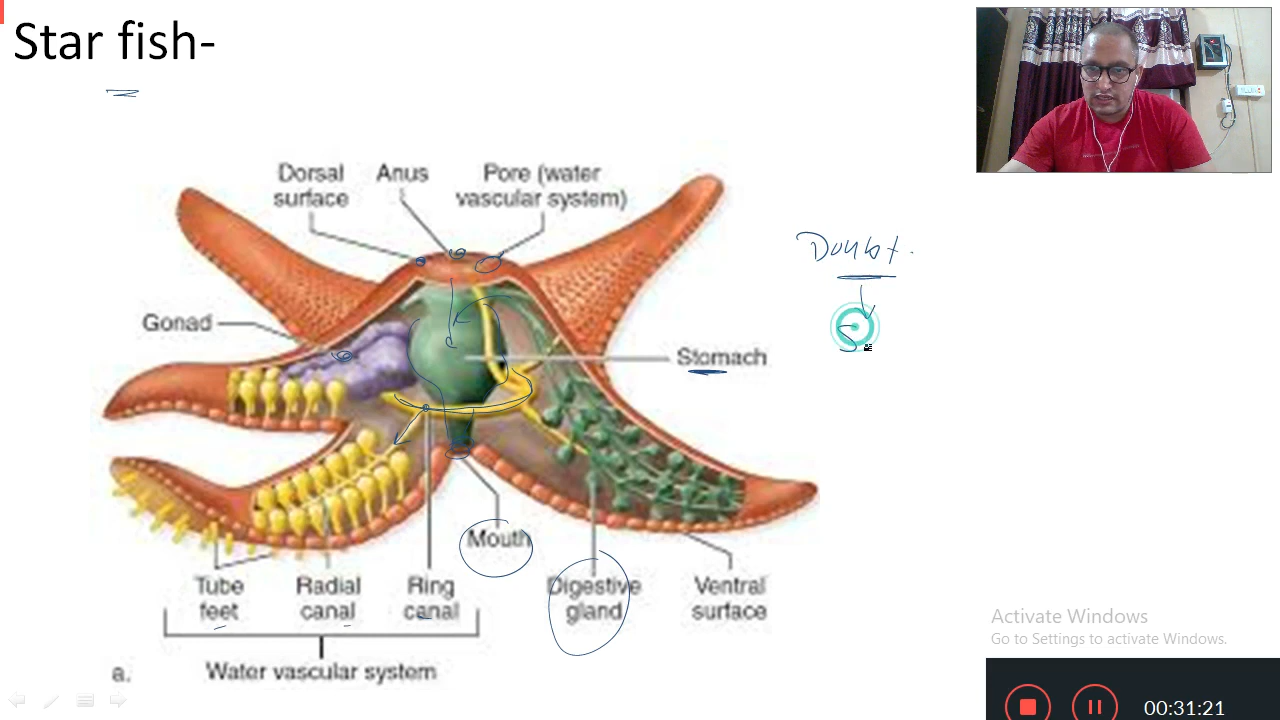 Star fish-
Dorsal surface
Anus
Pore (water vascular system)
Doubt.
5
Gonad
Stomach
Mouth
Tube feet
Radial canal
Ring canal
Digestive gland
Ventral surface
Water vascular system
a.
Activate Windows
Go to Settings to activate Windows.
00:31:21